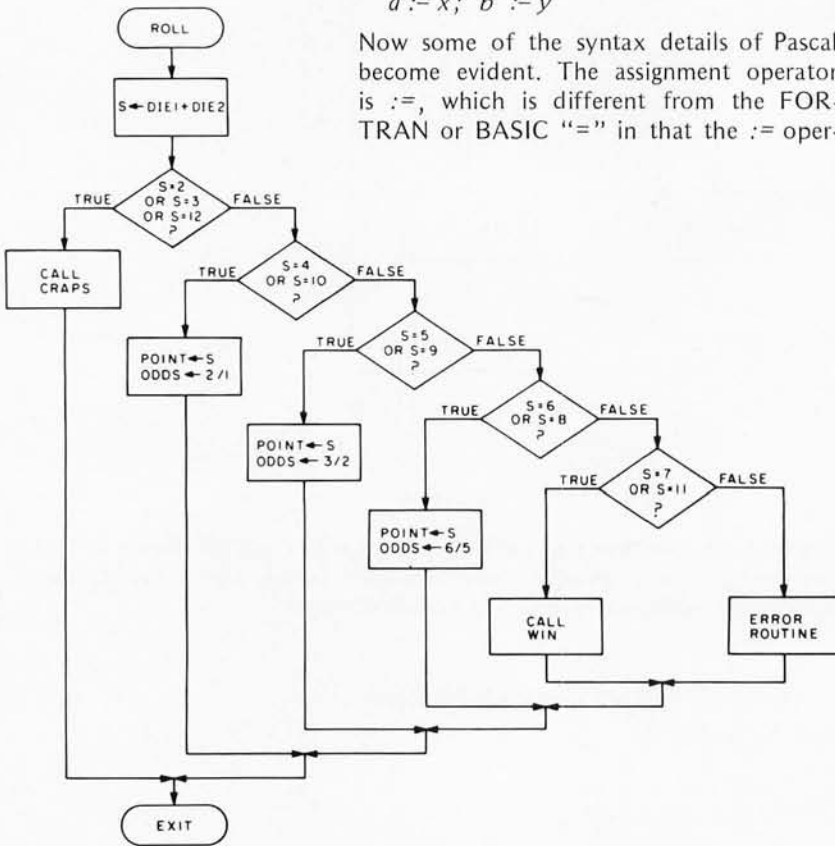 a := x; b := y
Now some of the syntax details of Pascal
become evident. The assignment operator
is :=, which is different from the FOR-
TRAN or BASIC “=” in that the := oper-
ROLL
S←DIE1+DIE2
S=2
OR S=3
OR S=12
?
TRUE
FALSE
CALL
CRAPS
S=4
OR S=10
?
TRUE
FALSE
POINT←S
ODDS←2/1
S=5
OR S=9
?
TRUE
FALSE
POINT←S
ODDS←3/2
S=6
OR S=8
?
TRUE
FALSE
POINT←S
ODDS←6/5
S=7
OR S=11
?
TRUE
FALSE
CALL
WIN
ERROR
ROUTINE
EXIT